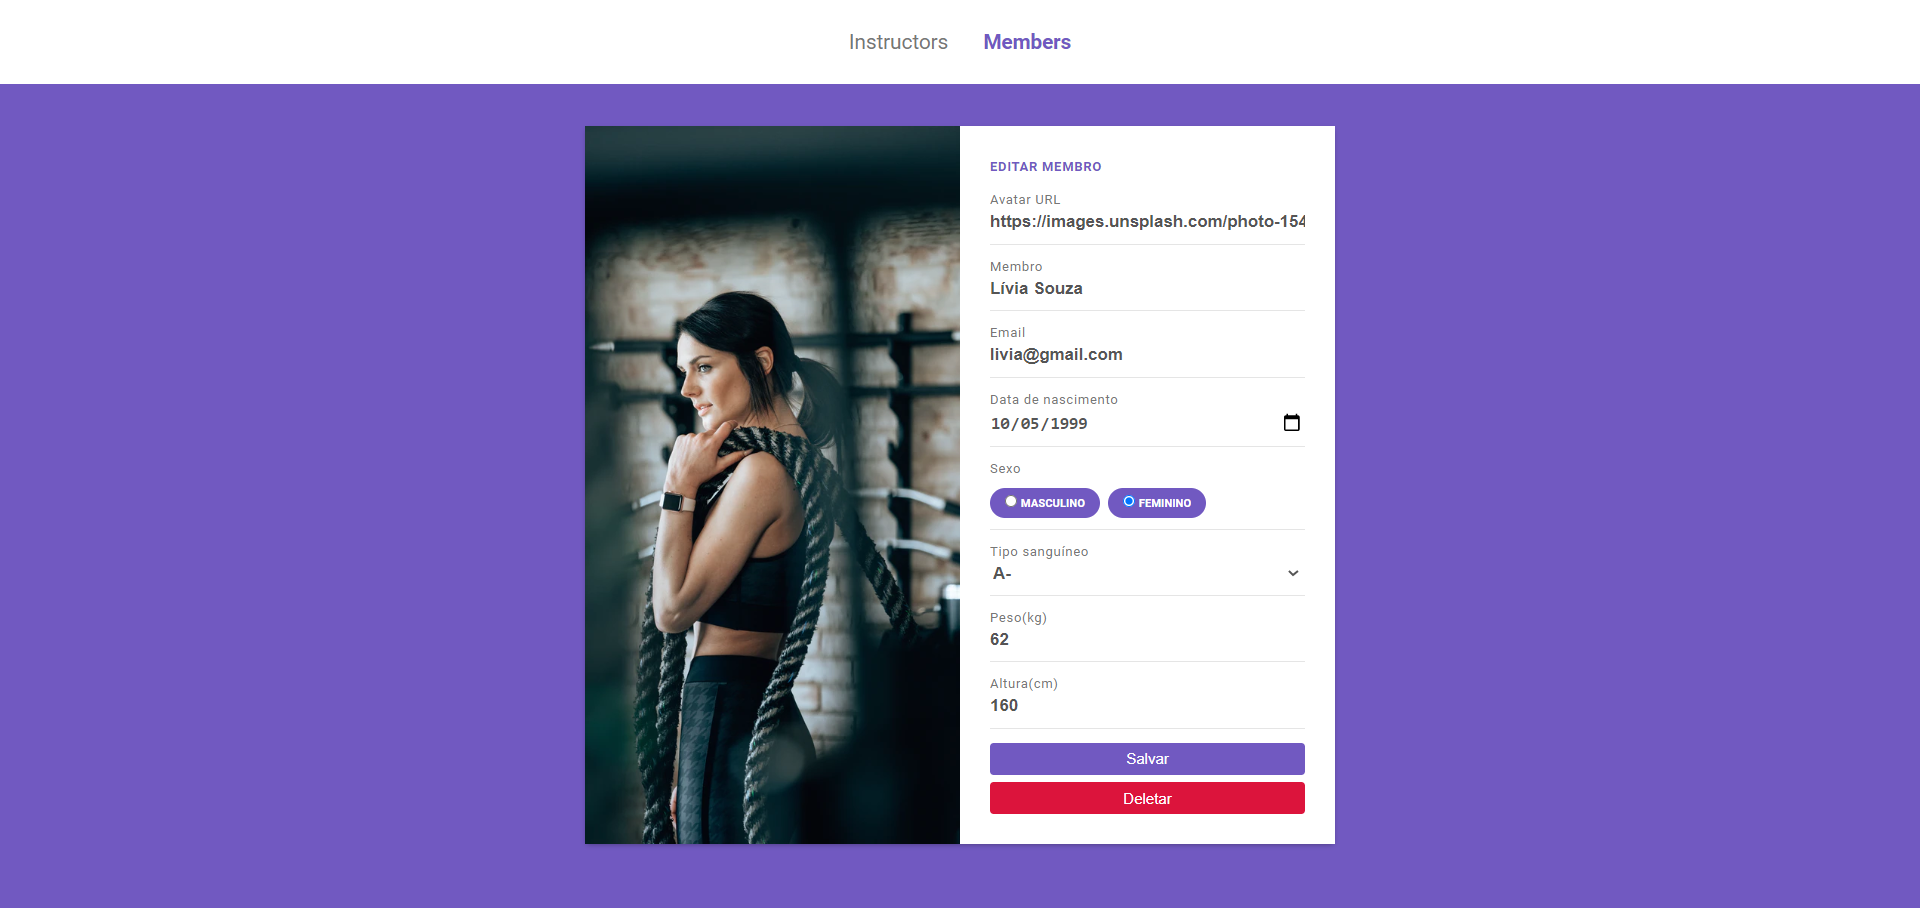 Instructors Members
EDITAR MEMBRO
Avatar URL
https://images.unsplash.com/photo-154
Membro
Lívia Souza
Email
livia@gmail.com
Data de nascimento
10/05/1999
Sexo
MASCULINO FEMININO
Tipo sanguíneo
A-
Peso(kg)
62
Altura(cm)
160
Salvar
Deletar